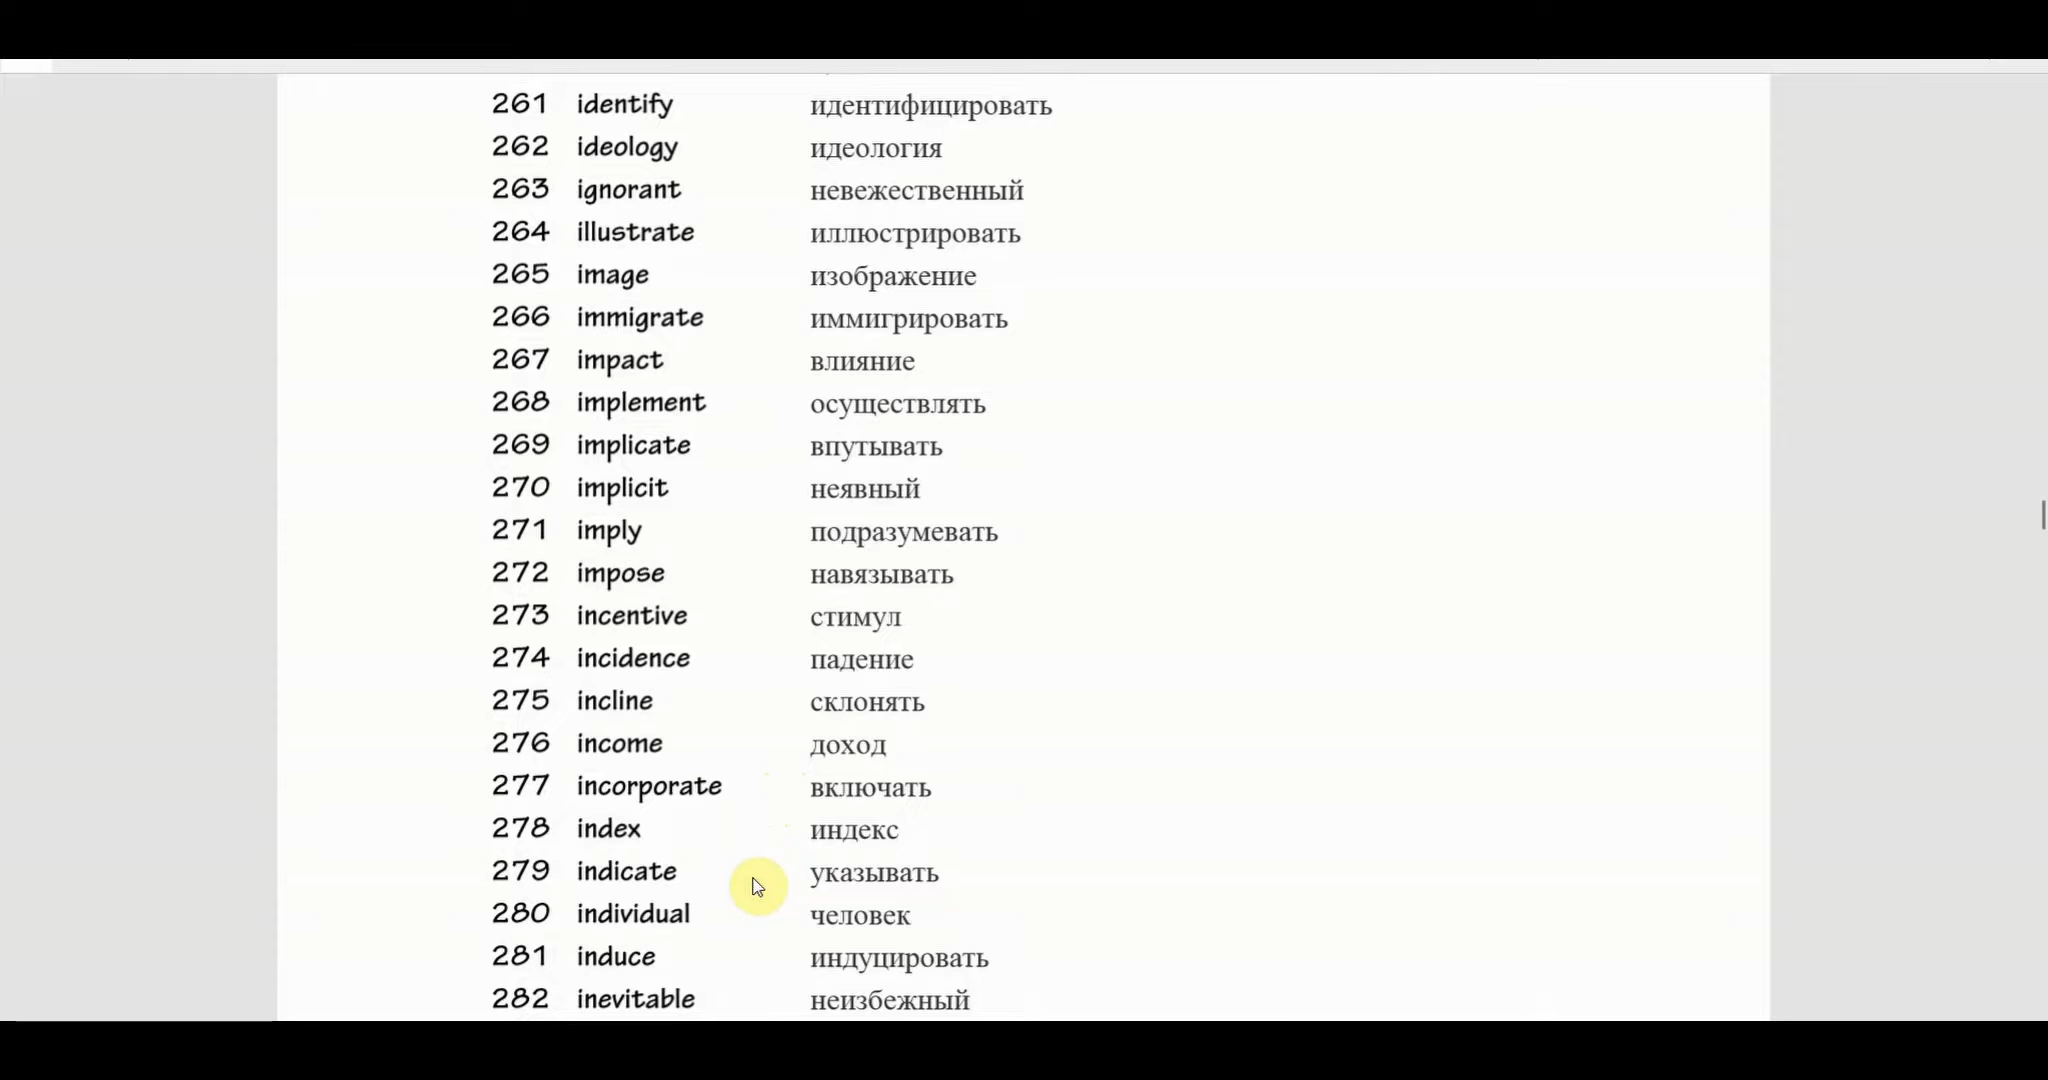 261 identify идентифицировать
262 ideology идеология
263 ignorant невежественный
264 illustrate иллюстрировать
265 image изображение
266 immigrate иммигрировать
267 impact влияние
268 implement осуществлять
269 implicate впутывать
270 implicit неявный
271 imply подразумевать
272 impose навязывать
273 incentive стимул
274 incidence падение
275 incline склонять
276 income доход
277 incorporate включать
278 index индекс
279 indicate указывать
280 individual человек
281 induce индуцировать
282 inevitable неизбежный